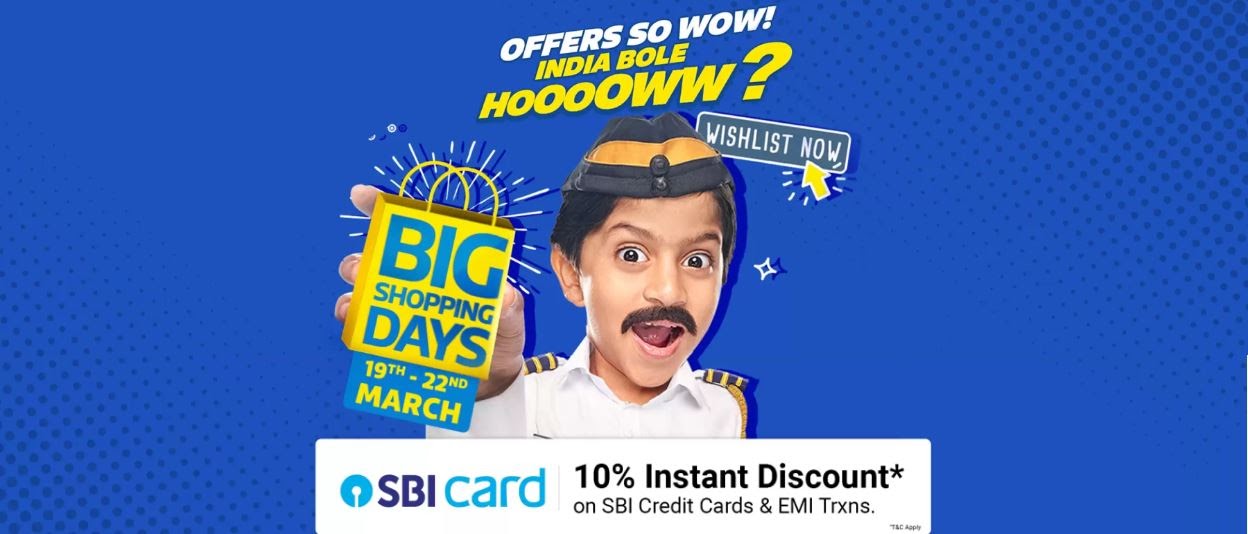 OFFERS SO WOW!
INDIA BOLE
HOOOOWW?
WISHLIST NOW
BIG
SHOPPING
DAYS
19TH - 22ND
MARCH
SBI card
10% Instant Discount*
on SBI Credit Cards & EMI Trxns.
*T&C Apply